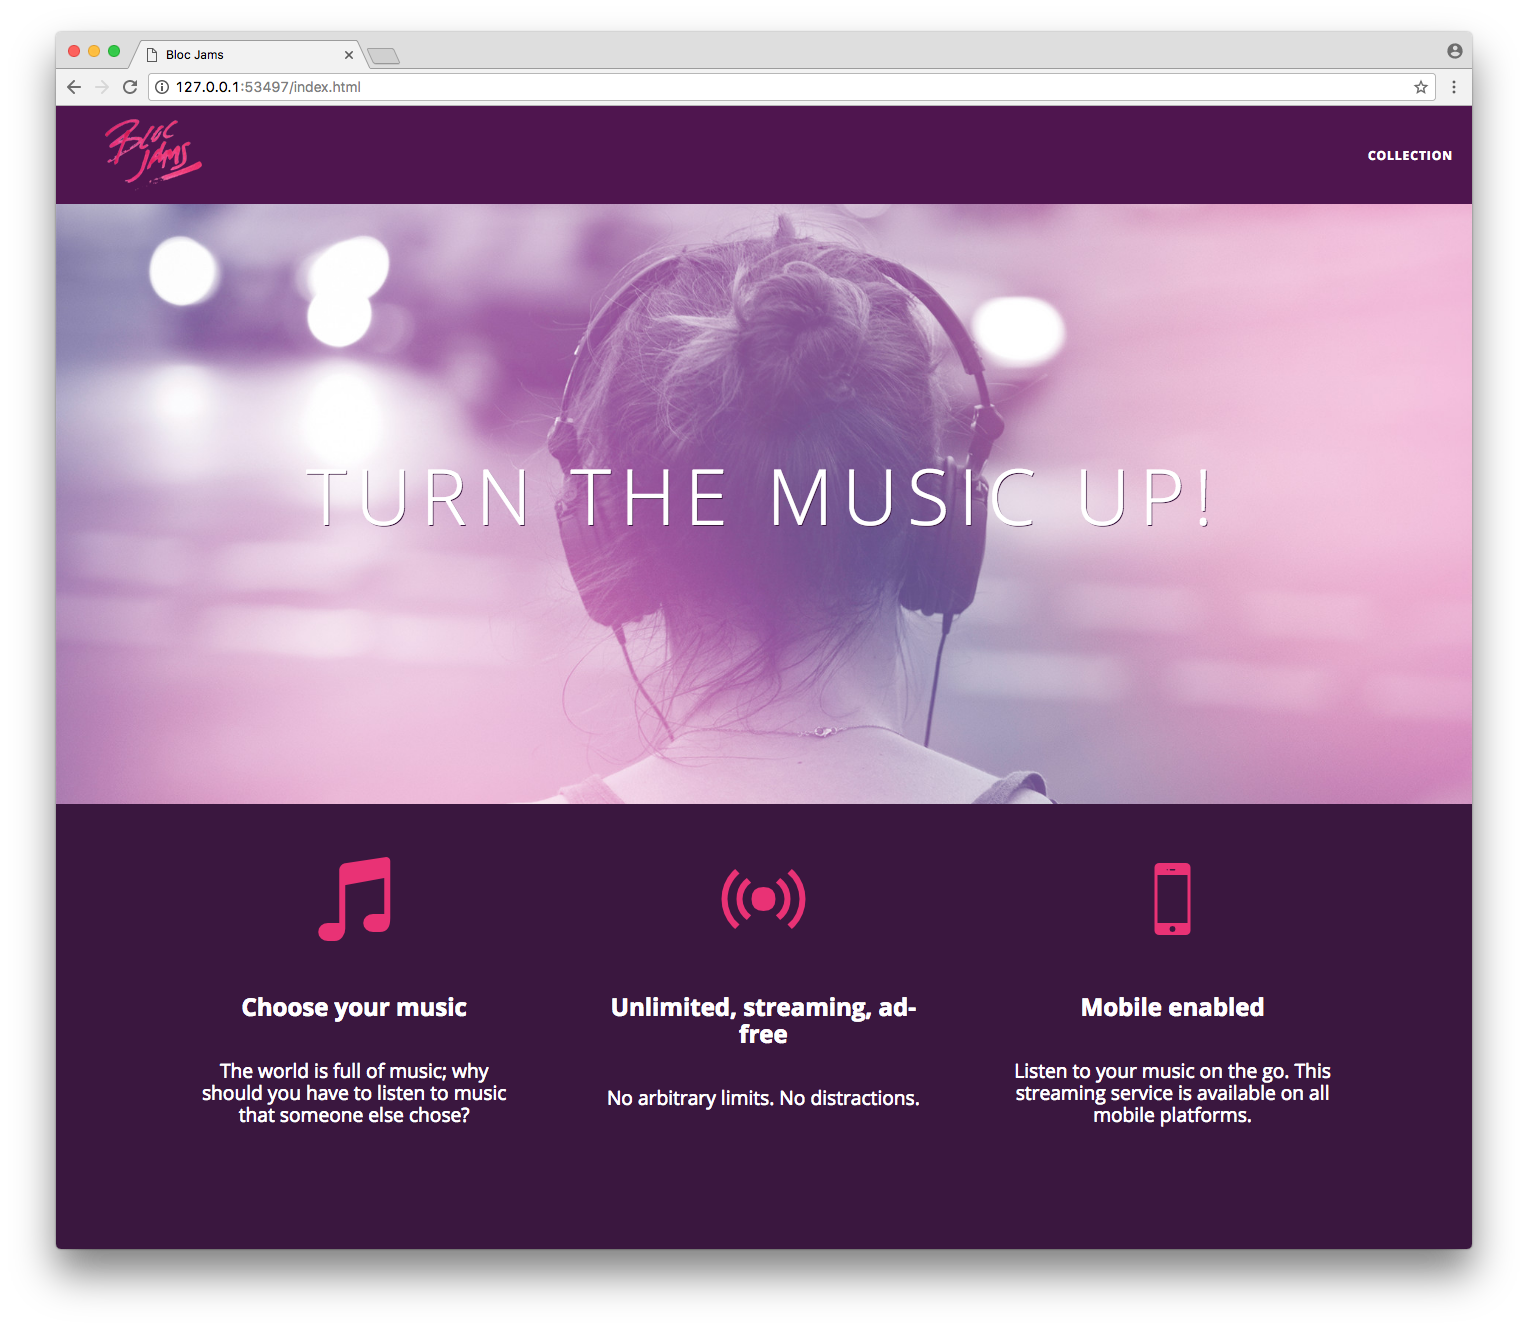 Bloc Jams
127.0.0.1:53497/index.html
BLOC
JAMS
COLLECTION
TURN THE MUSIC UP!
Choose your music
The world is full of music; why
should you have to listen to music
that someone else chose?
Unlimited, streaming, ad-
free
No arbitrary limits. No distractions.
Mobile enabled
Listen to your music on the go. This
streaming service is available on all
mobile platforms.